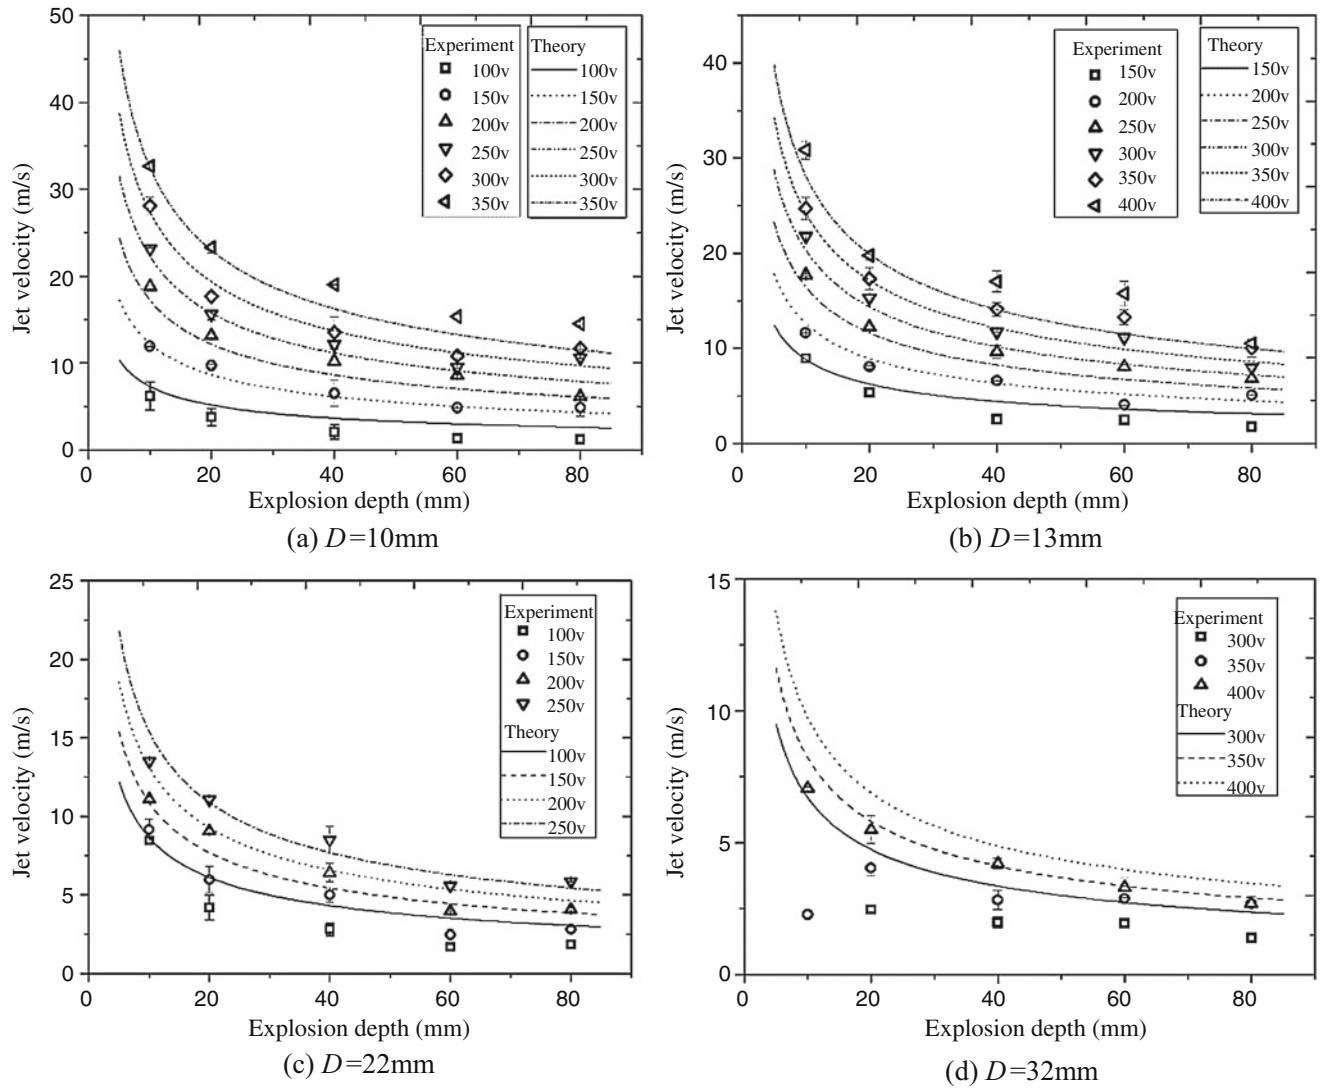 50
40
30
20
10
0
Jet velocity (m/s)
Experiment
100v
150v
200v
250v
300v
350v
Theory
100v
150v
200v
250v
300v
350v
0
20
40
60
80
Explosion depth (mm)
(a) D=10mm
40
30
20
10
0
Jet velocity (m/s)
Experiment
150v
200v
250v
300v
350v
400v
Theory
150v
200v
250v
300v
350v
400v
0
20
40
60
80
Explosion depth (mm)
(b) D=13mm
25
20
15
10
5
0
Jet velocity (m/s)
Experiment
100v
150v
200v
250v
Theory
100v
150v
200v
250v
0
20
40
60
80
Explosion depth (mm)
(c) D=22mm
15
10
5
0
Jet velocity (m/s)
Experiment
300v
350v
400v
Theory
300v
350v
400v
0
20
40
60
80
Explosion depth (mm)
(d) D=32mm